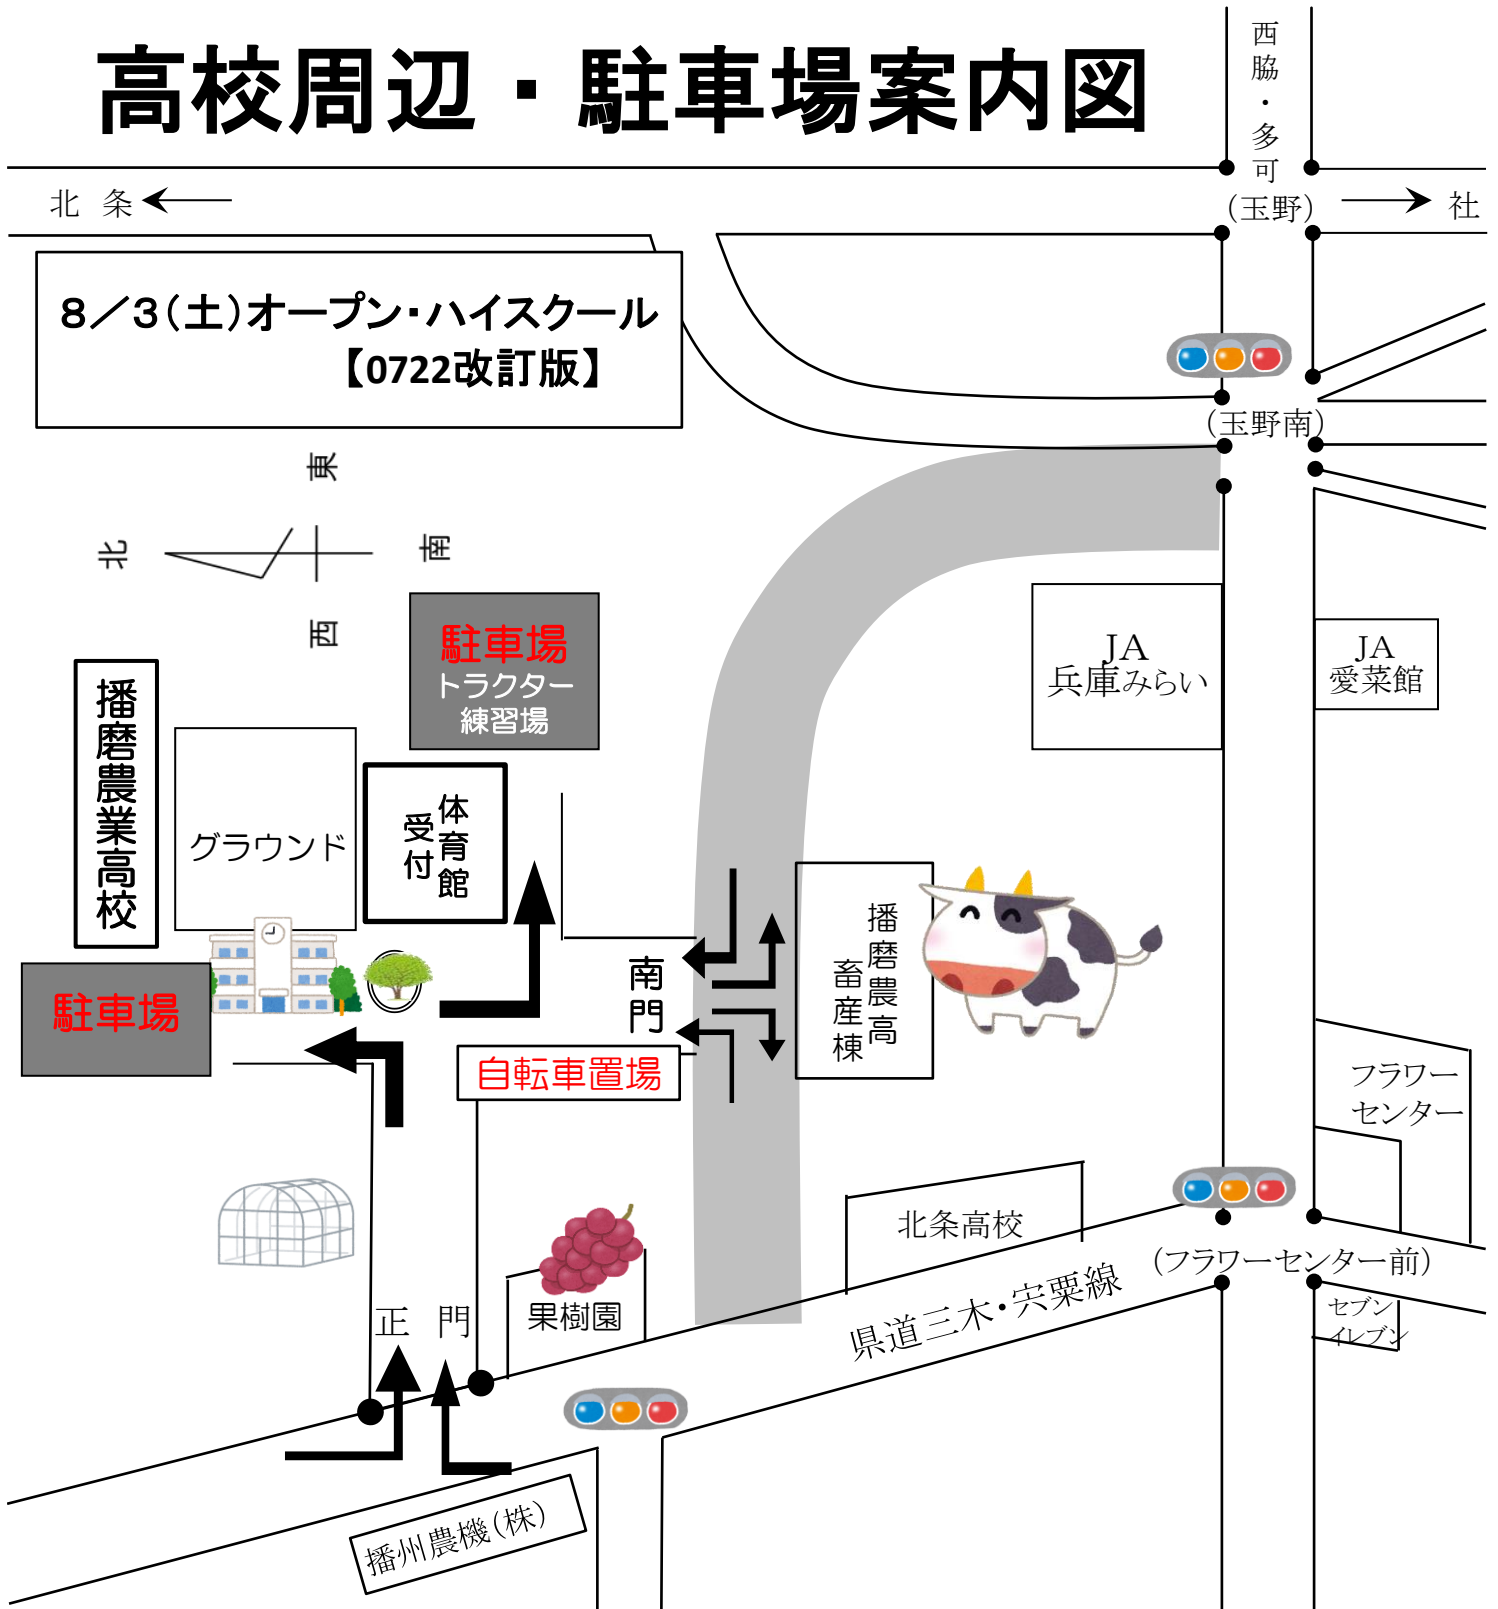 高校周辺・駐車場案内図
西脇・多可
北 条
(玉野)
社
8/3(土)オープン・ハイスクール
【0722改訂版】
(玉野南)
東
北
南
西
駐車場
トラクター
練習場
JA
兵庫みらい
JA
愛菜館
播磨農業高校
グラウンド
体育館
受付
播磨農高
畜産棟
南門
駐車場
自転車置場
フラワー
センター
北条高校
(フラワーセンター前)
県道三木・宍粟線
セブン
イレブン
果樹園
正 門
播州農機(株)